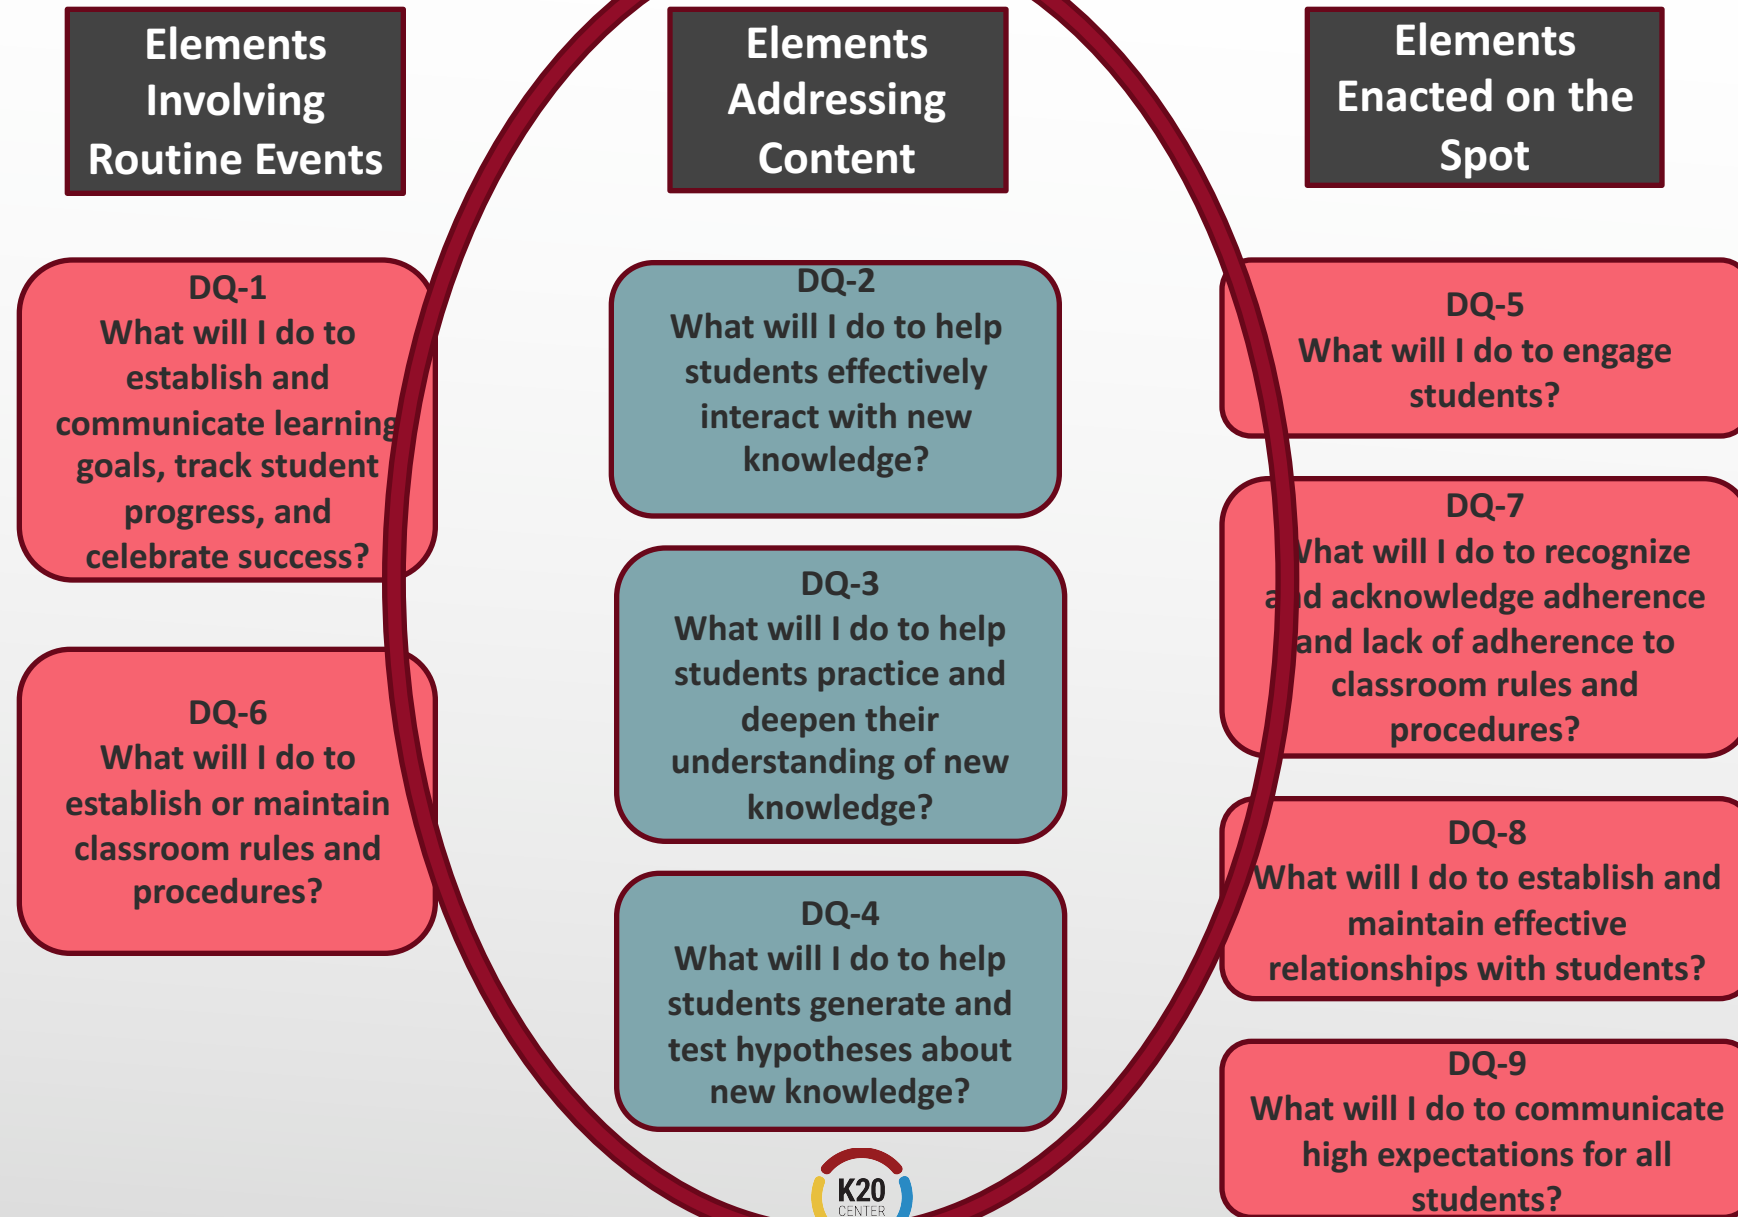 Elements
Involving
Routine Events
DQ-1
What will I do to
establish and
communicate learning
goals, track student
progress, and
celebrate success?
DQ-6
What will I do to
establish or maintain
classroom rules and
procedures?
Elements
Addressing
Content
DQ-2
What will I do to help
students effectively
interact with new
knowledge?
DQ-3
What will I do to help
students practice and
deepen their
understanding of new
knowledge?
DQ-4
What will I do to help
students generate and
test hypotheses about
new knowledge?
K20
CENTER
Elements
Enacted on the
Spot
DQ-5
What will I do to engage
students?
DQ-7
What will I do to recognize
and acknowledge adherence
and lack of adherence to
classroom rules and
procedures?
DQ-8
What will I do to establish and
maintain effective
relationships with students?
DQ-9
What will I do to communicate
high expectations for all
students?